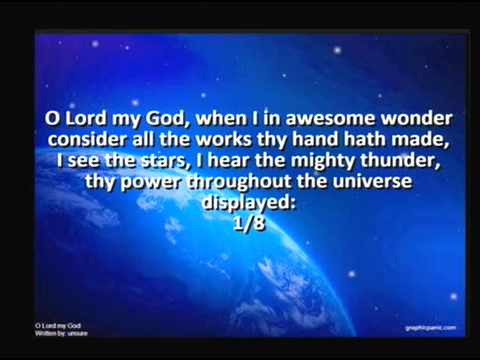 O Lord my God, when I in awesome wonder
consider all the works thy hand hath made,
I see the stars, I hear the mighty thunder,
thy power throughout the universe
displayed:
1/8
O Lord my God
Written by: unsure
graphicpanic.com